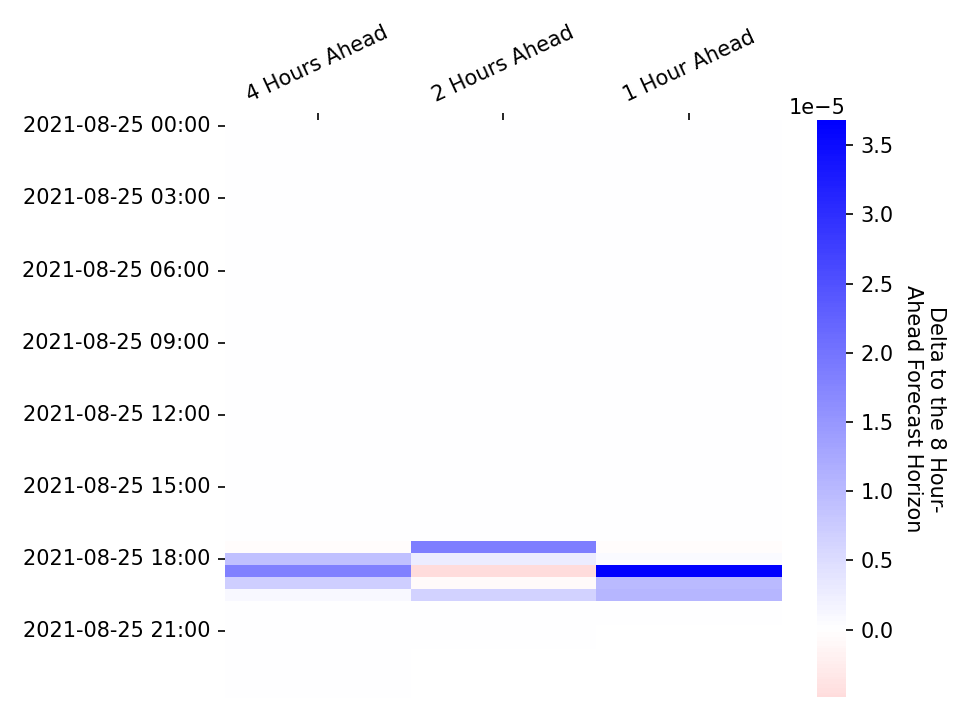 4 Hours Ahead
2 Hours Ahead
1 Hour Ahead
2021-08-25 00:00
2021-08-25 03:00
2021-08-25 06:00
2021-08-25 09:00
2021-08-25 12:00
2021-08-25 15:00
2021-08-25 18:00
2021-08-25 21:00
1e−5
3.5
3.0
2.5
2.0
1.5
1.0
0.5
0.0
Delta to the 8 Hour-
Ahead Forecast Horizon